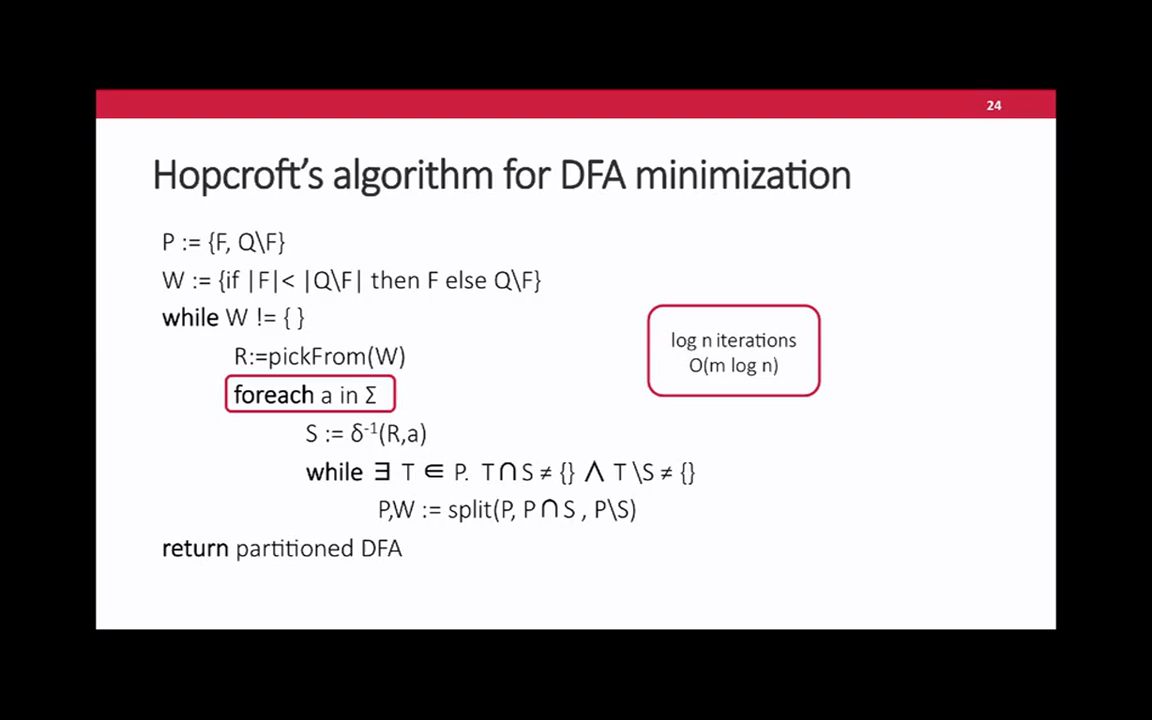 24
Hopcroft's algorithm for DFA minimization
P := {F, Q\F}
W := {if |F|< |Q\F| then F else Q\F}
while W != { }
R:=pickFrom(W)
foreach a in Σ
S := δ⁻¹(R,a)
while ∃ T ∈ P. T∩S ≠ {} ∧ T \S ≠ {}
P,W := split(P, P∩S , P\S)
return partitioned DFA
log n iterations
O(m log n)